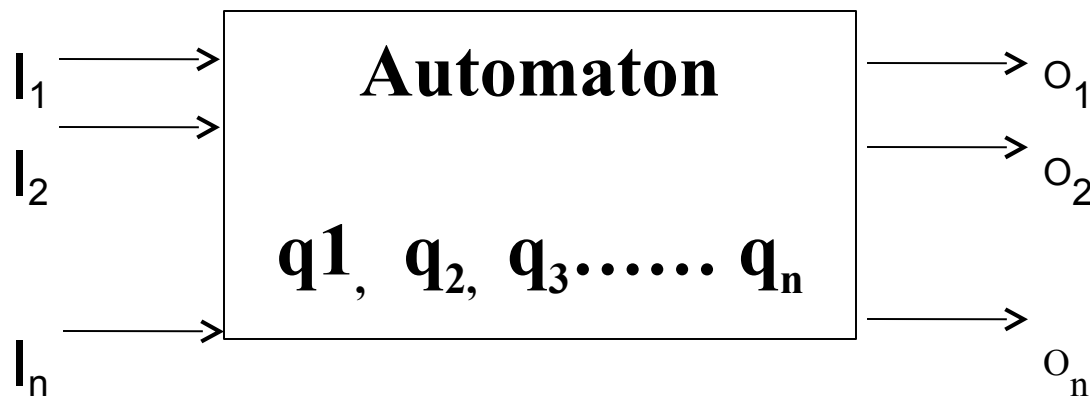 Automaton
I₁
O₁
I₂
O₂
q1, q₂, q₃...... qₙ
Iₙ
Oₙ